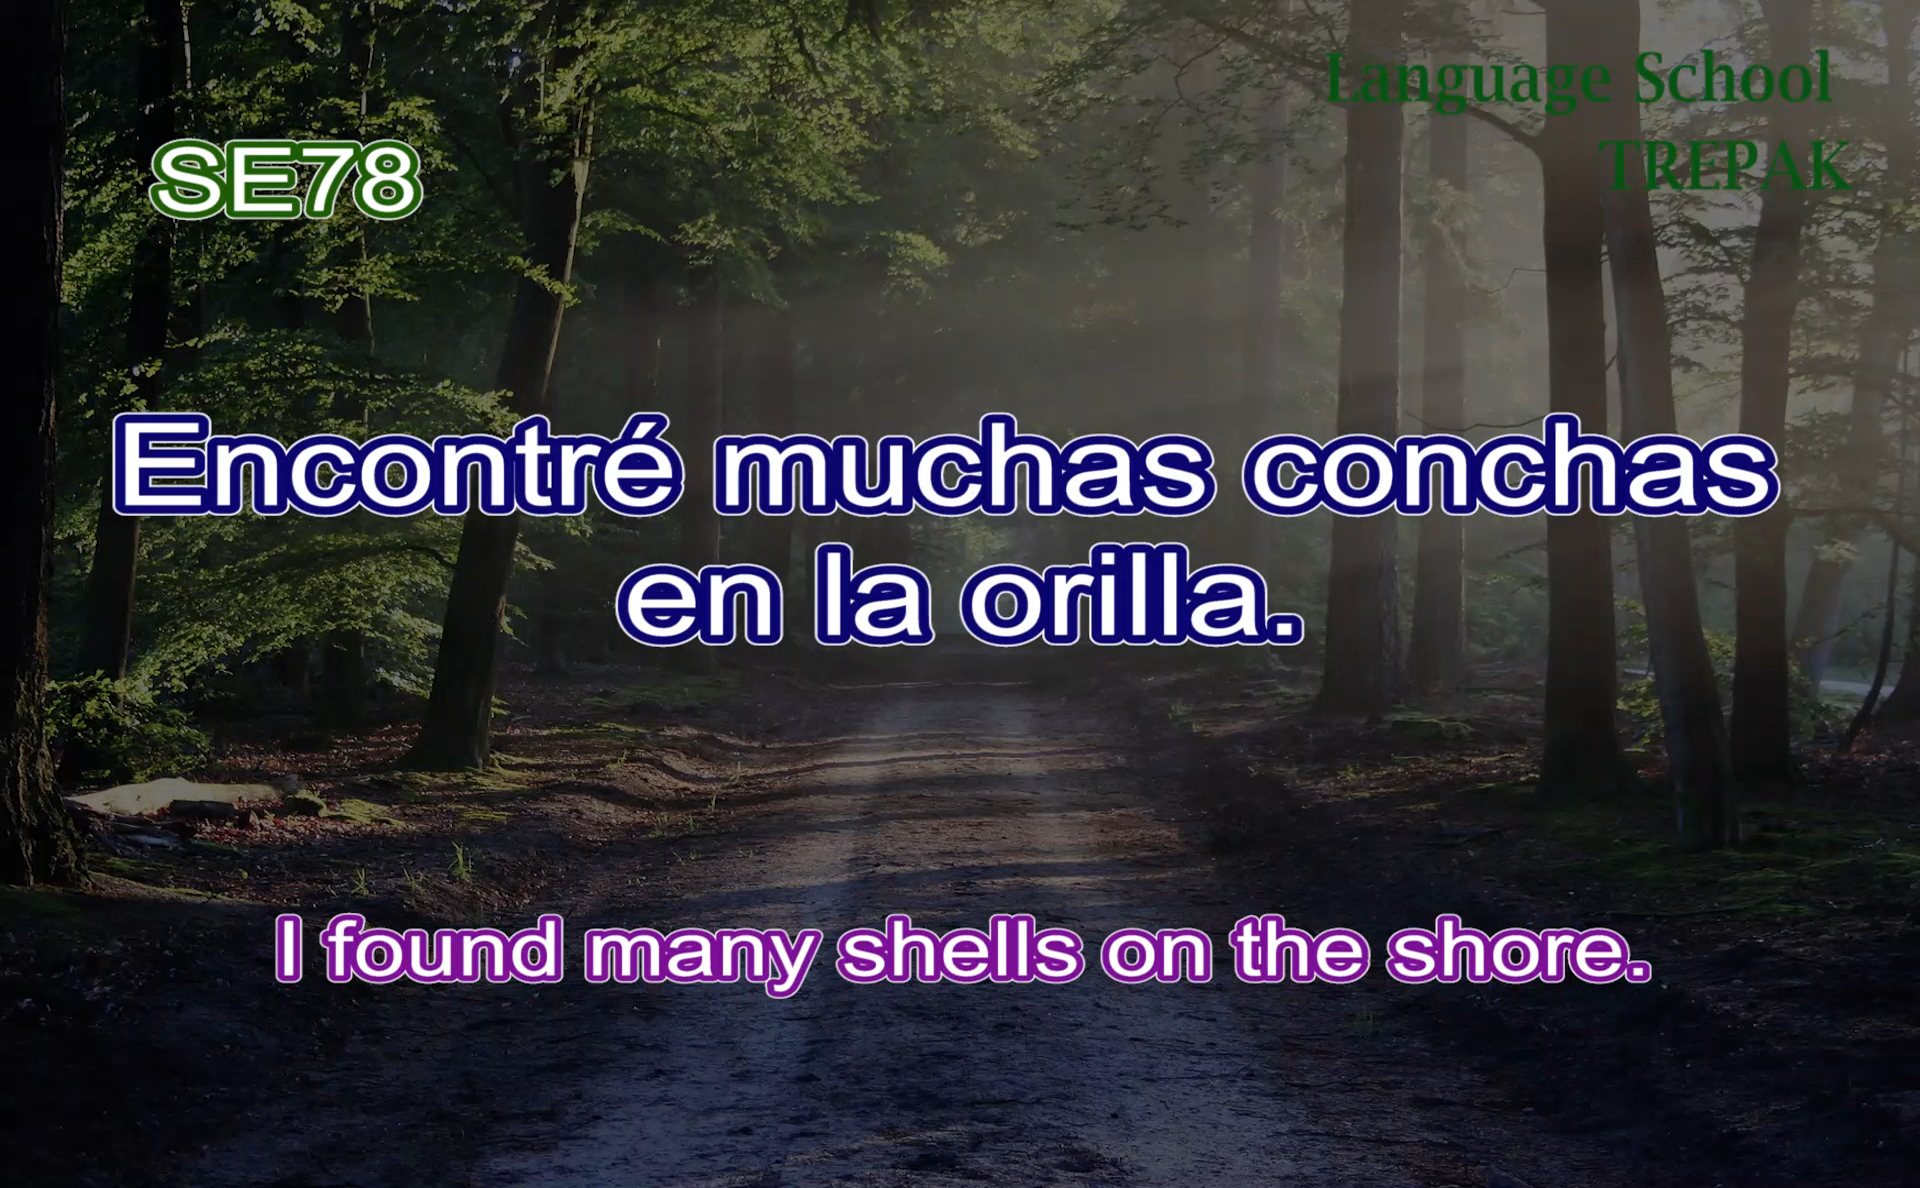 Language School
TREPAK
SE78
Encontré muchas conchas
en la orilla.
I found many shells on the shore.